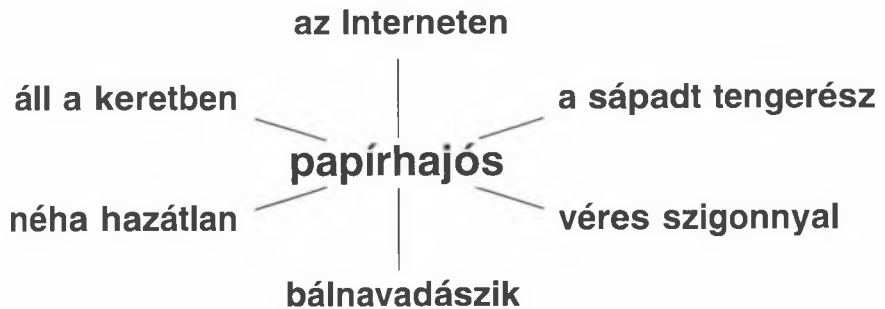 az Interneten
áll a keretben
a sápadt tengerész
papírhajós
néha hazátlan
véres szigonnyal
bálnavadászik